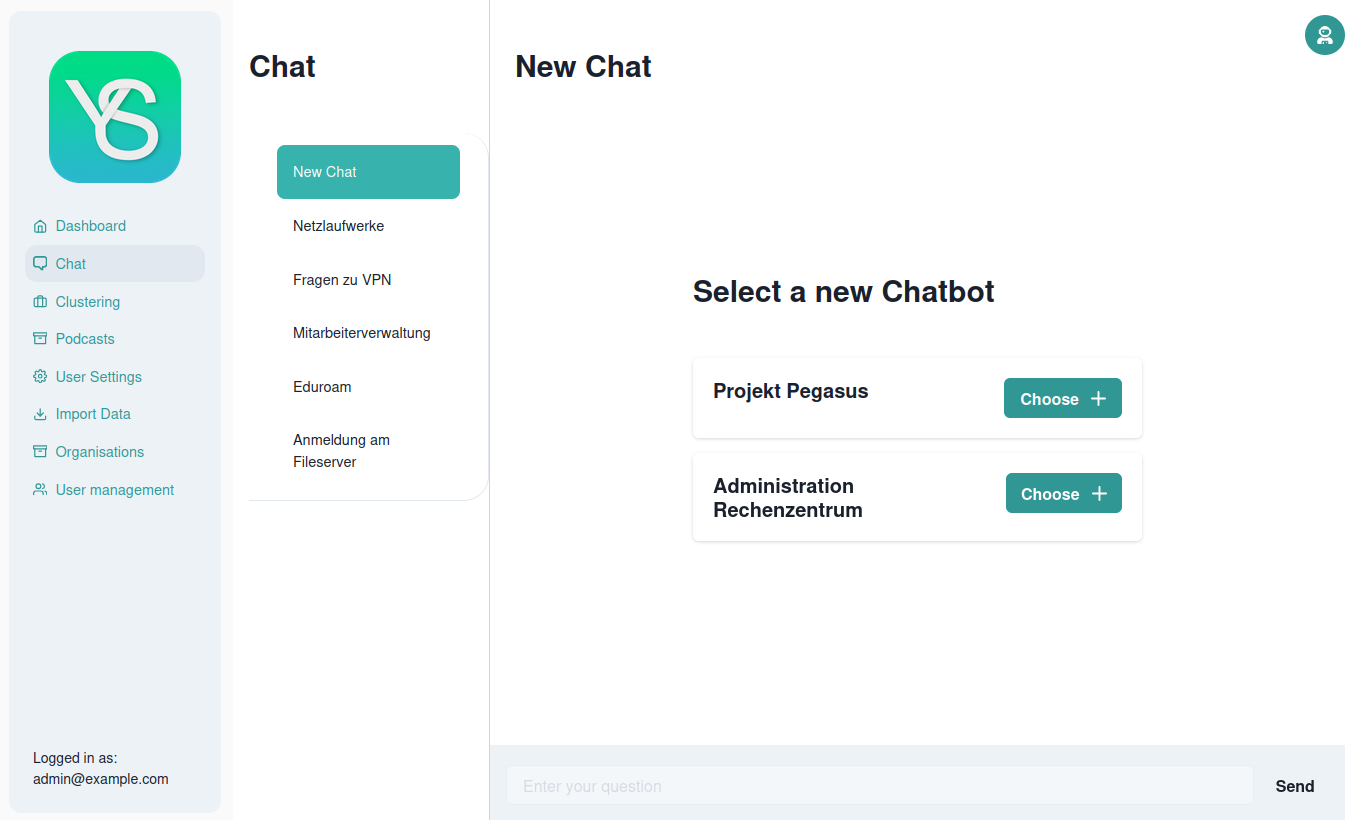 YS
Dashboard
Chat
Clustering
Podcasts
User Settings
Import Data
Organisations
User management
Logged in as:
admin@example.com
Chat
New Chat
Netzlaufwerke
Fragen zu VPN
Mitarbeiterverwaltung
Eduroam
Anmeldung am
Fileserver
New Chat
Select a new Chatbot
Projekt Pegasus
Choose
Administration
Rechenzentrum
Choose
Enter your question
Send